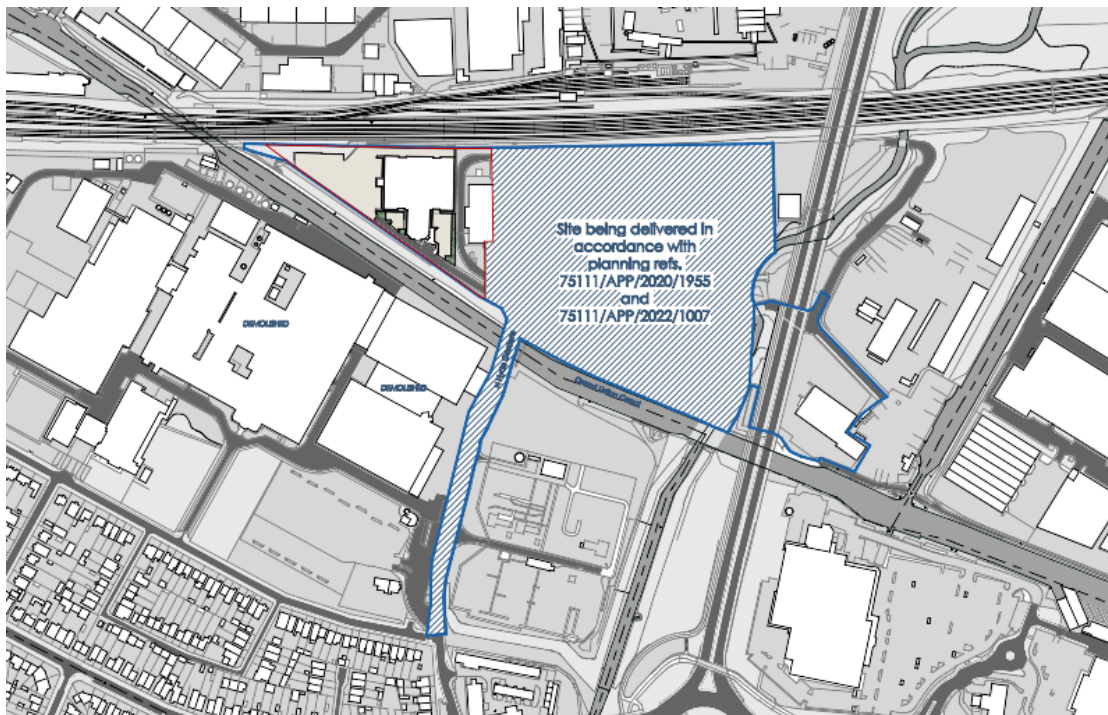 Site being delivered in
accordance with
planning refs.
75111/APP/2020/1955
and
75111/APP/2022/1007
DEMOLISHED
DEMOLISHED
Grand Union Canal